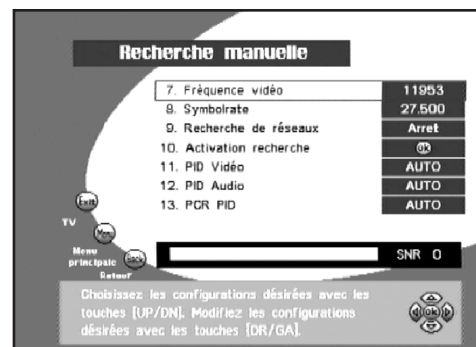 Recherche manuelle
7. Fréquence vidéo 11953
8. Symbolrate 27.500
9. Recherche de réseaux Arret
10. Activation recherche ok
11. PID Vidéo AUTO
12. PID Audio AUTO
13. PCR PID AUTO
Exit
TV
Menu
Menu
principale
Back
Retour
SNR 0
Choisissez les configurations désirées avec les
touches [UP/DN]. Modifiez les configurations
désirées avec les touches [DR/GA].
ok